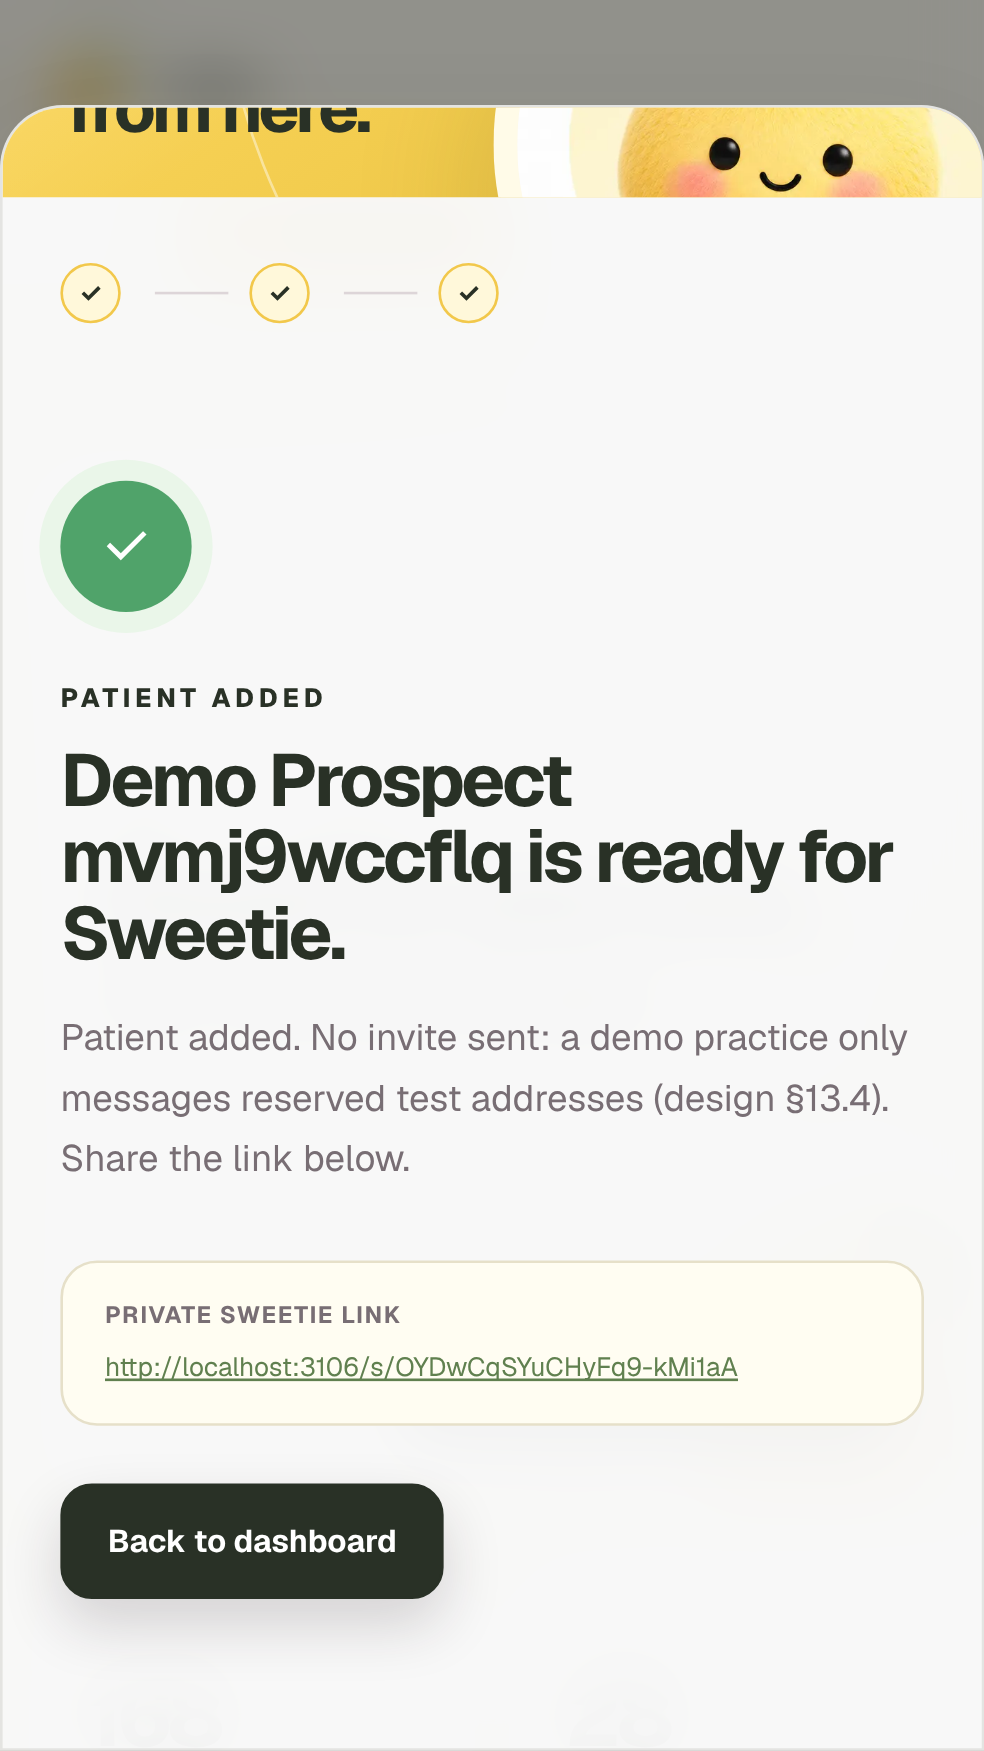 from here.
PATIENT ADDED
Demo Prospect
mvmj9wccflq is ready for
Sweetie.
Patient added. No invite sent: a demo practice only
messages reserved test addresses (design §13.4).
Share the link below.
PRIVATE SWEETIE LINK
http://localhost:3106/s/OYDwCqSYuCHyFq9-kMi1aA
Back to dashboard